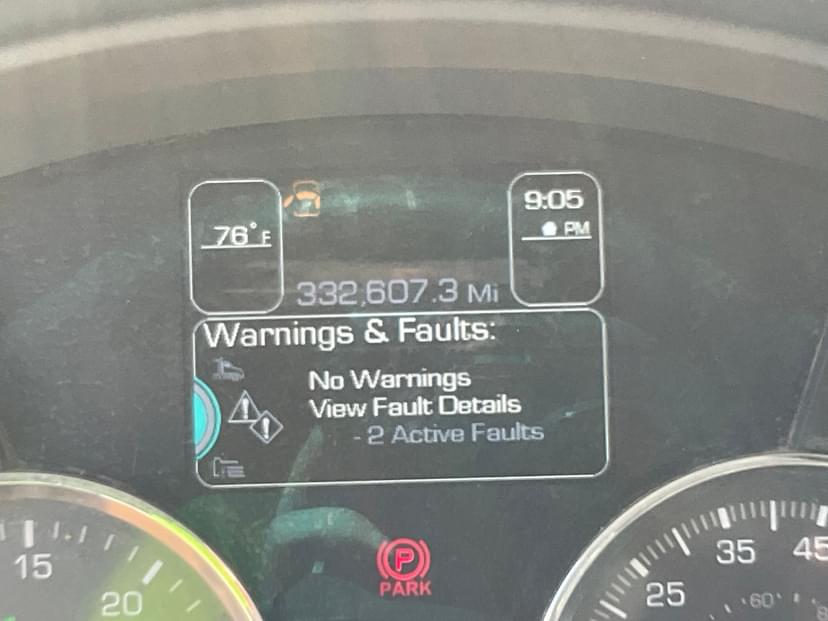 76° F
9:05
PM
332,607.3 Mi
Warnings & Faults:
No Warnings
View Fault Details
- 2 Active Faults
P
PARK
15
20
25
35
45
60
8